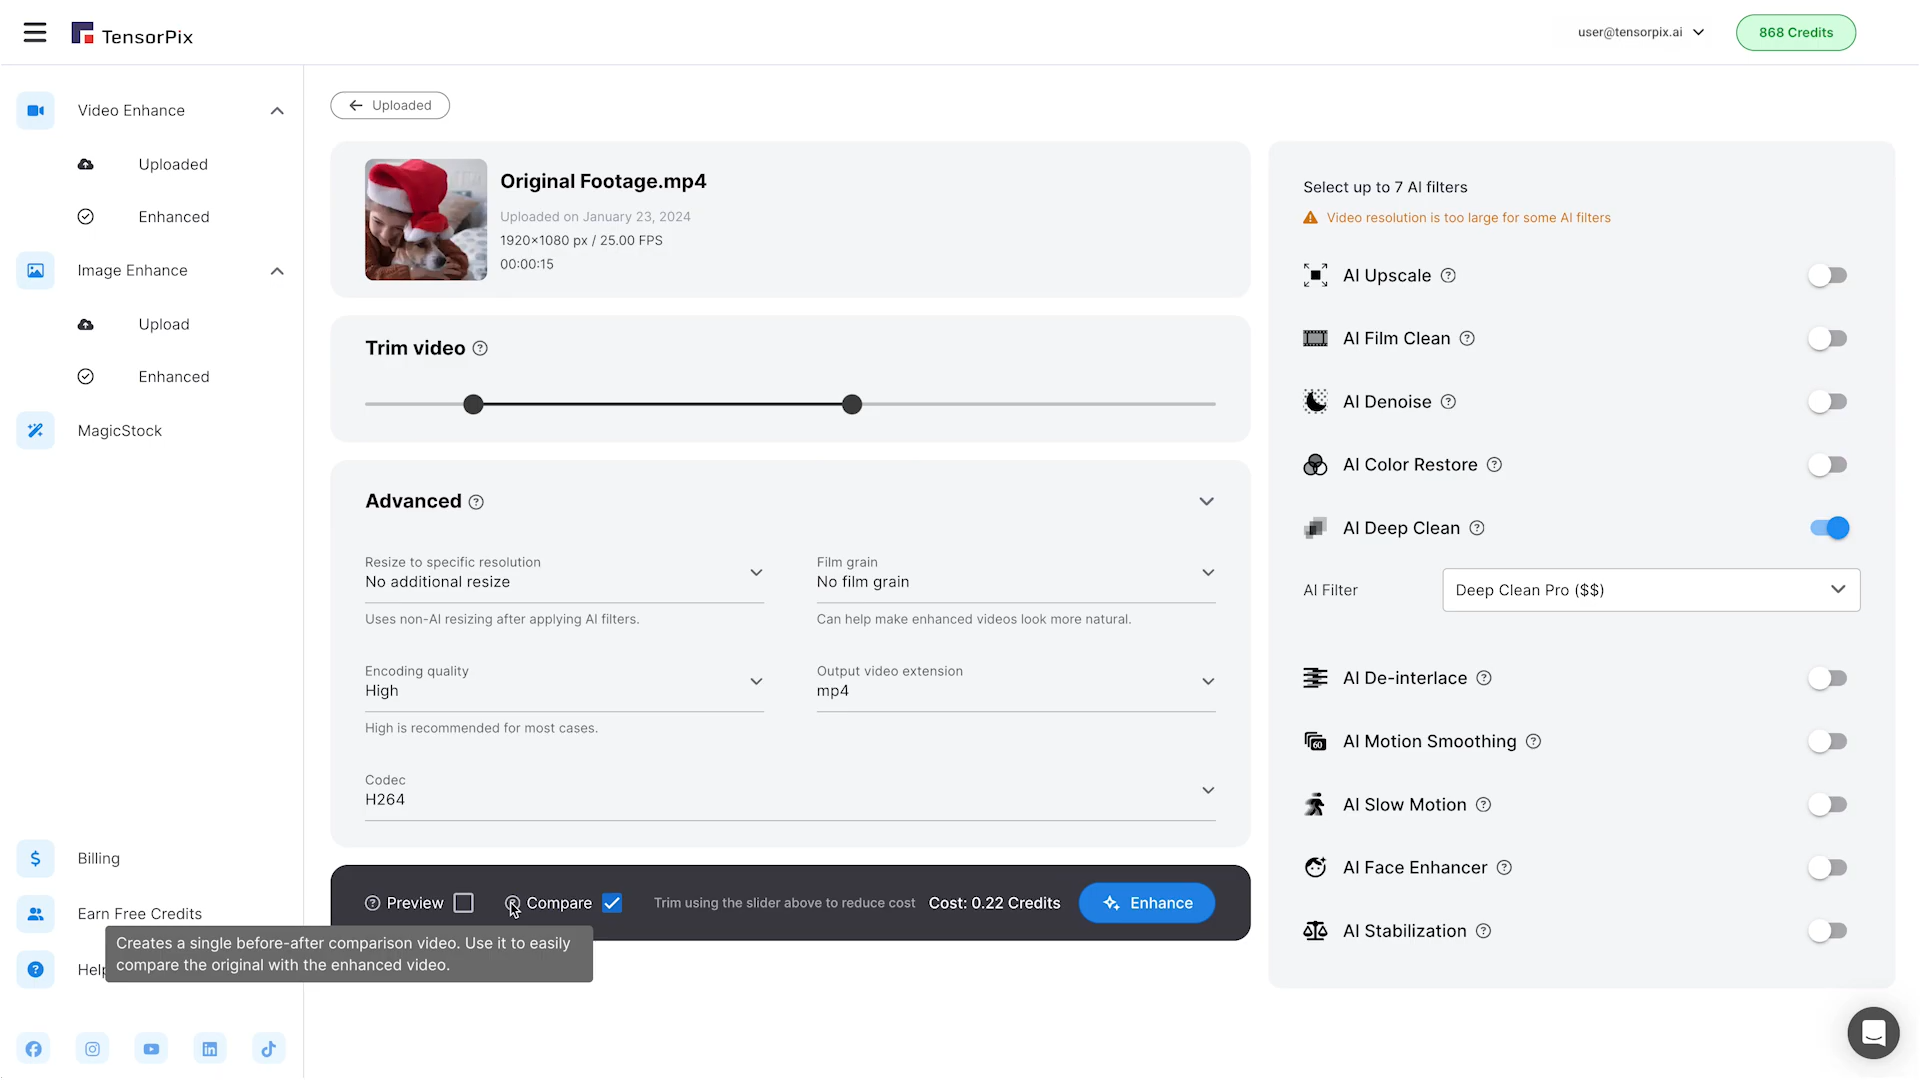 TensorPix
user@tensorpix.ai
868 Credits
Video Enhance
Uploaded
Enhanced
Image Enhance
Upload
Enhanced
MagicStock
Billing
Earn Free Credits
Help
Uploaded
Original Footage.mp4
Uploaded on January 23, 2024
1920×1080 px / 25.00 FPS
00:00:15
Trim video
Advanced
Resize to specific resolution
No additional resize
Uses non-AI resizing after applying AI filters.
Film grain
No film grain
Can help make enhanced videos look more natural.
Encoding quality
High
High is recommended for most cases.
Output video extension
mp4
Codec
H264
Preview
Compare
Trim using the slider above to reduce cost
Cost: 0.22 Credits
Enhance
Creates a single before-after comparison video. Use it to easily
compare the original with the enhanced video.
Select up to 7 AI filters
Video resolution is too large for some AI filters
AI Upscale
AI Film Clean
AI Denoise
AI Color Restore
AI Deep Clean
AI Filter
Deep Clean Pro ($$)
AI De-interlace
AI Motion Smoothing
60
AI Slow Motion
AI Face Enhancer
AI Stabilization